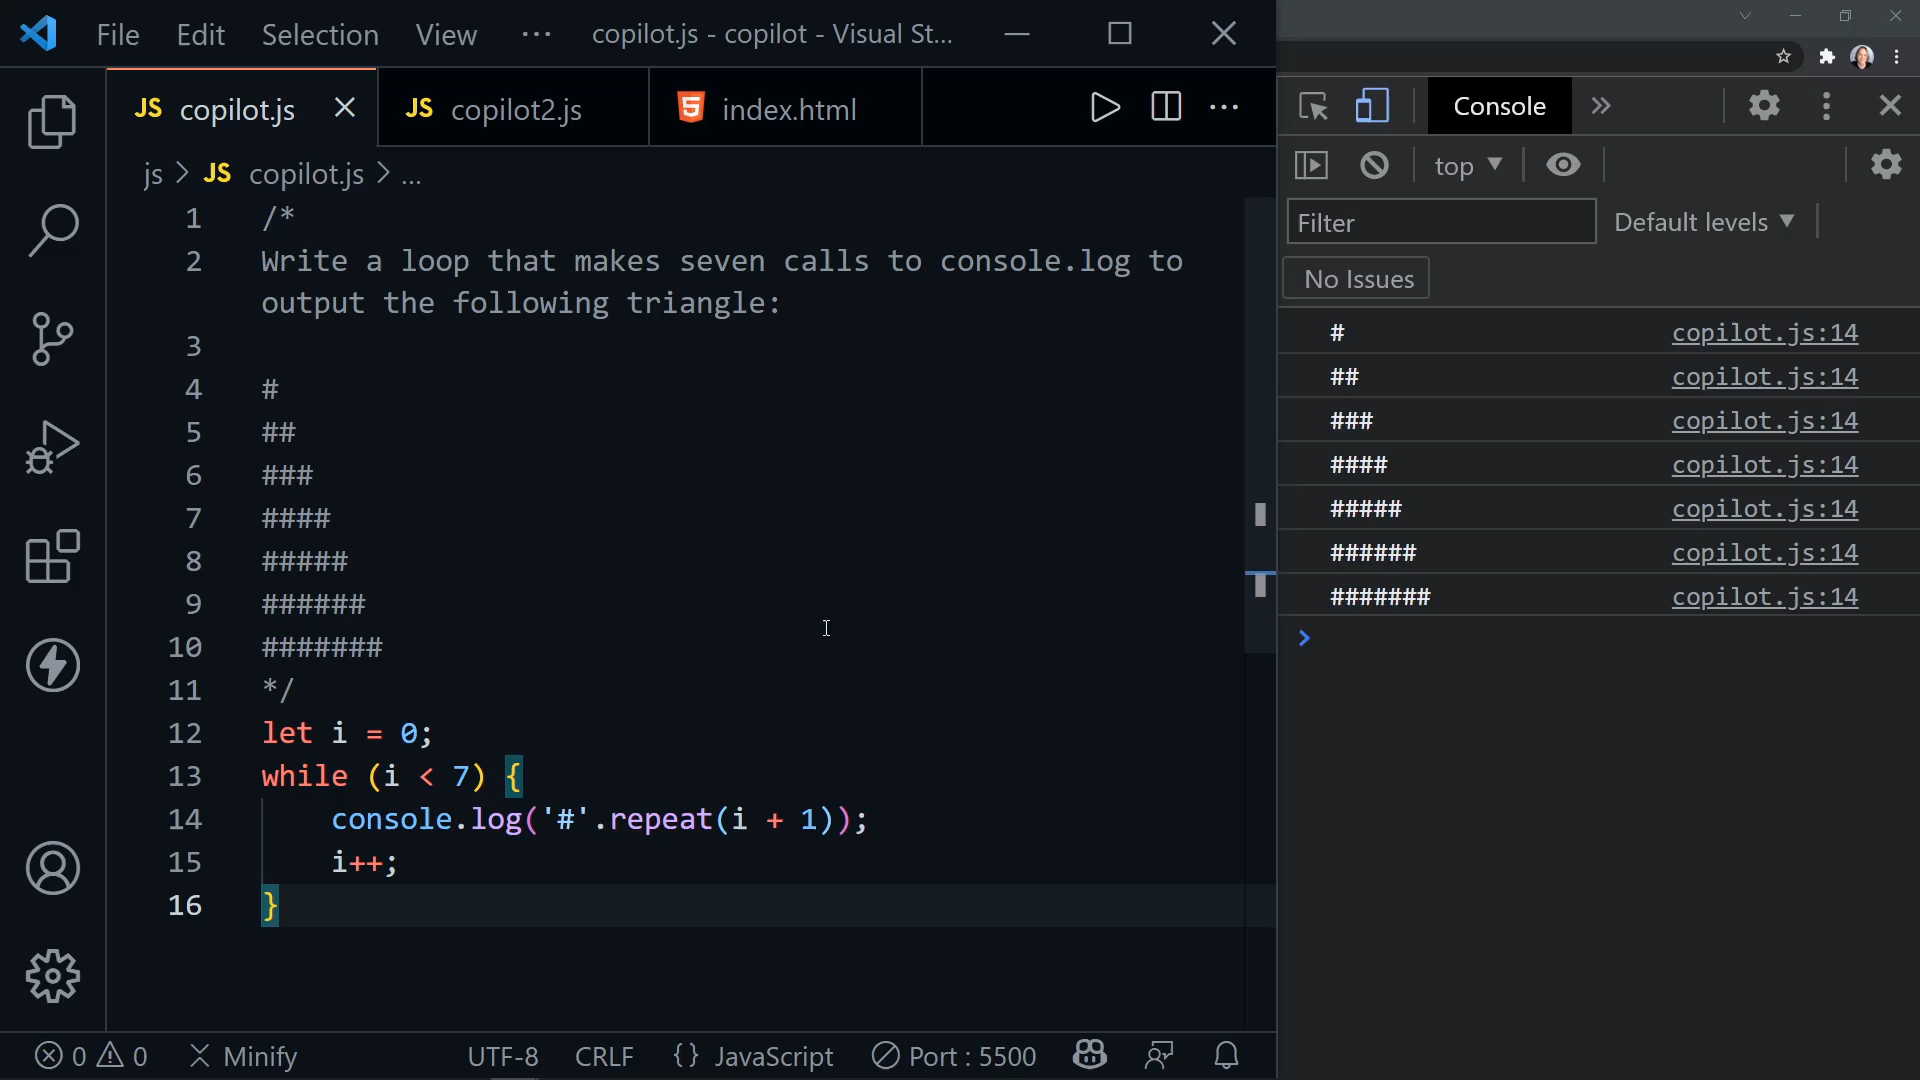 File Edit Selection View ··· copilot.js - copilot - Visual St...
JS copilot.js
JS copilot2.js
index.html
js > JS copilot.js > ...
1 /*
2 Write a loop that makes seven calls to console.log to
output the following triangle:
3
4 #
5 ##
6 ###
7 ####
8 #####
9 ######
10 #######
11 */
12 let i = 0;
13 while (i < 7) {
14 console.log('#'.repeat(i + 1));
15 i++;
16 }
0 0 Minify UTF-8 CRLF {} JavaScript Port : 5500
Console
top
Filter Default levels
No Issues
# copilot.js:14
## copilot.js:14
### copilot.js:14
#### copilot.js:14
##### copilot.js:14
###### copilot.js:14
####### copilot.js:14
>